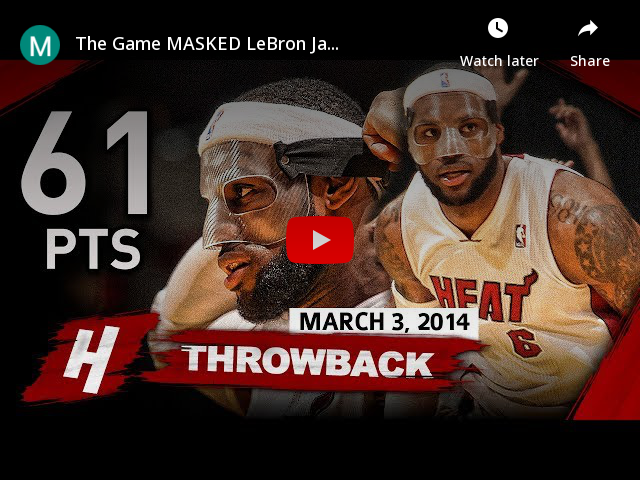 M
The Game MASKED LeBron Ja...
Watch later
Share
61
PTS
HEAT
6
MARCH 3, 2014
H
THROWBACK